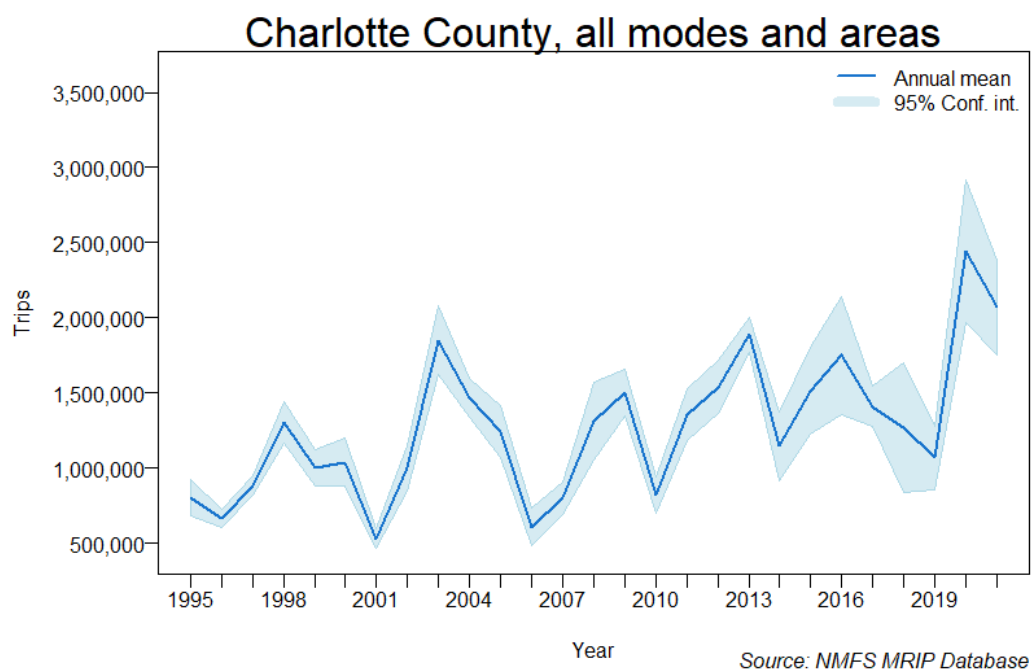 Charlotte County, all modes and areas
Annual mean
95% Conf. int.
3,500,000
3,000,000
2,500,000
2,000,000
1,500,000
1,000,000
500,000
Trips
1995 1998 2001 2004 2007 2010 2013 2016 2019
Year
Source: NMFS MRIP Database